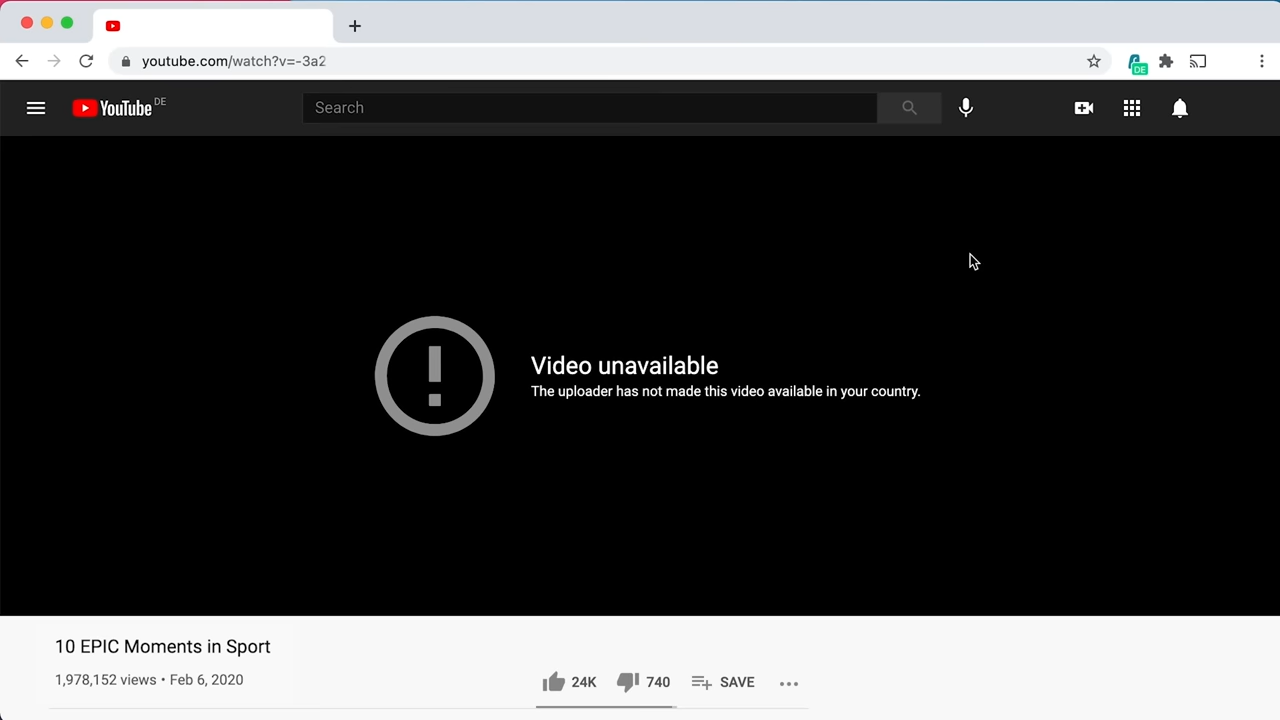 youtube.com/watch?v=-3a2
DE
YouTube DE
Search
Video unavailable
The uploader has not made this video available in your country.
10 EPIC Moments in Sport
1,978,152 views • Feb 6, 2020
24K 740 SAVE